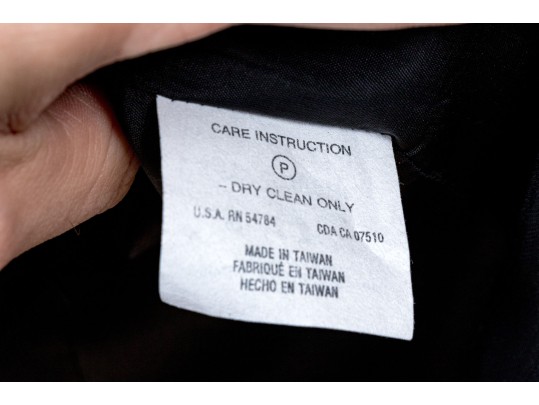 CARE INSTRUCTION
P
- DRY CLEAN ONLY
U.S.A. RN 54784 CDA CA 07510
MADE IN TAIWAN
FABRIQUÉ EN TAIWAN
HECHO EN TAIWAN